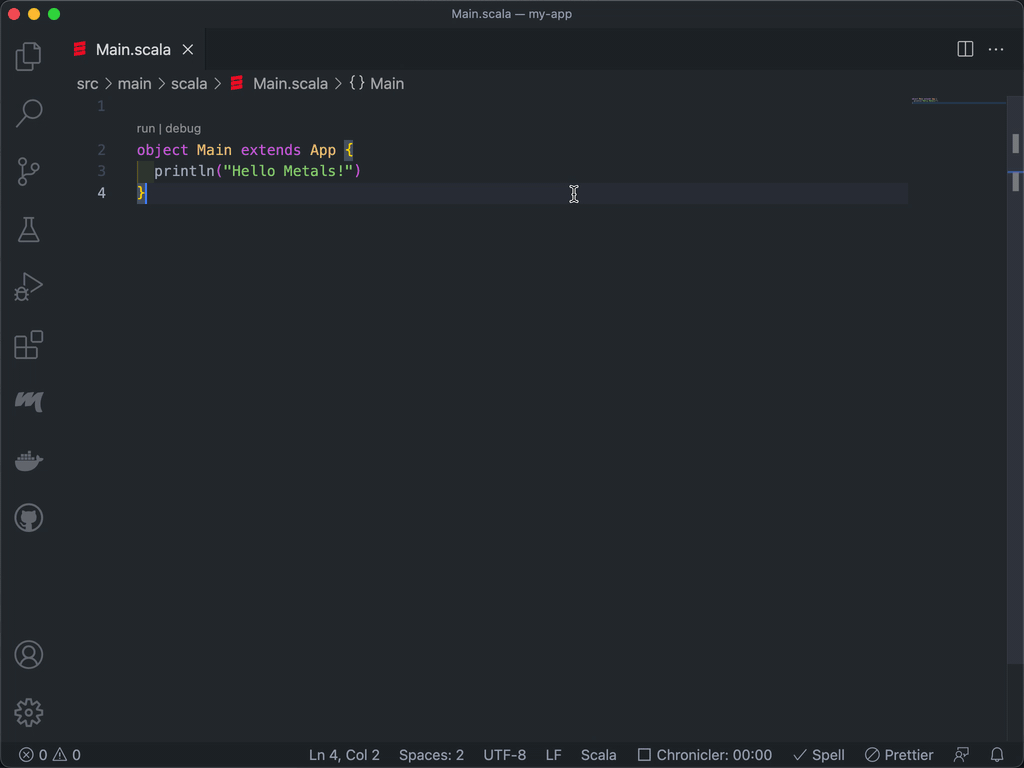 Main.scala — my-app
Main.scala
src > main > scala > Main.scala > {} Main
1
run | debug
2 object Main extends App {
3 println("Hello Metals!")
4 }
0 0 Ln 4, Col 2 Spaces: 2 UTF-8 LF Scala Chronicler: 00:00 Spell Prettier